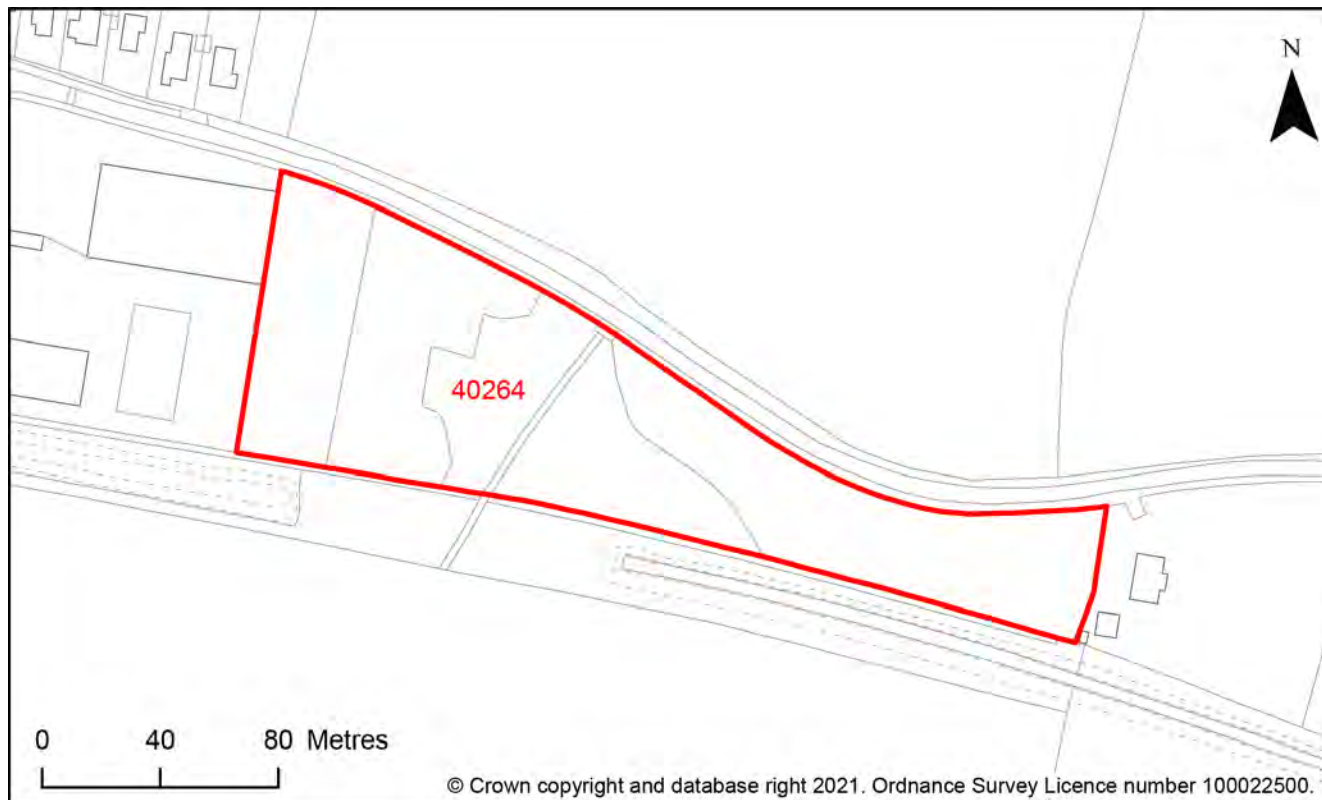 N
40264
0 40 80 Metres
© Crown copyright and database right 2021. Ordnance Survey Licence number 100022500.